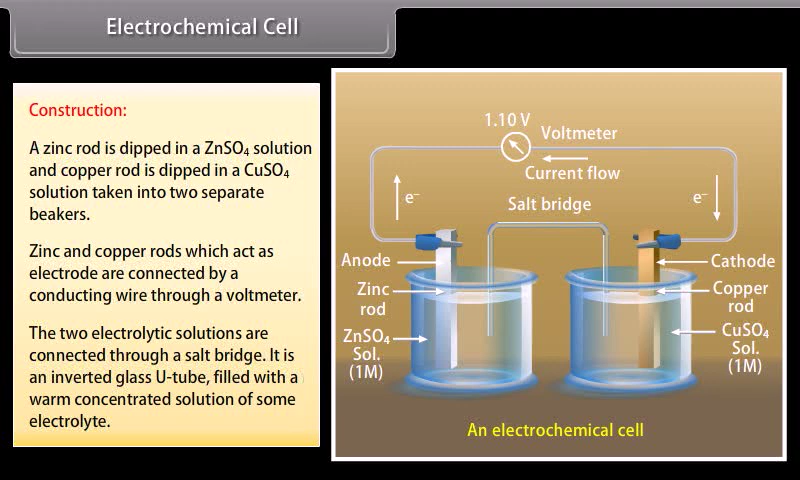 Electrochemical Cell
Construction:
A zinc rod is dipped in a ZnSO₄ solution
and copper rod is dipped in a CuSO₄
solution taken into two separate
beakers.
Zinc and copper rods which act as
electrode are connected by a
conducting wire through a voltmeter.
The two electrolytic solutions are
connected through a salt bridge. It is
an inverted glass U-tube, filled with a
warm concentrated solution of some
electrolyte.
1.10 V
Voltmeter
Current flow
e⁻
e⁻
Salt bridge
Anode
Cathode
Zinc
rod
Copper
rod
ZnSO₄
Sol.
(1M)
CuSO₄
Sol.
(1M)
An electrochemical cell